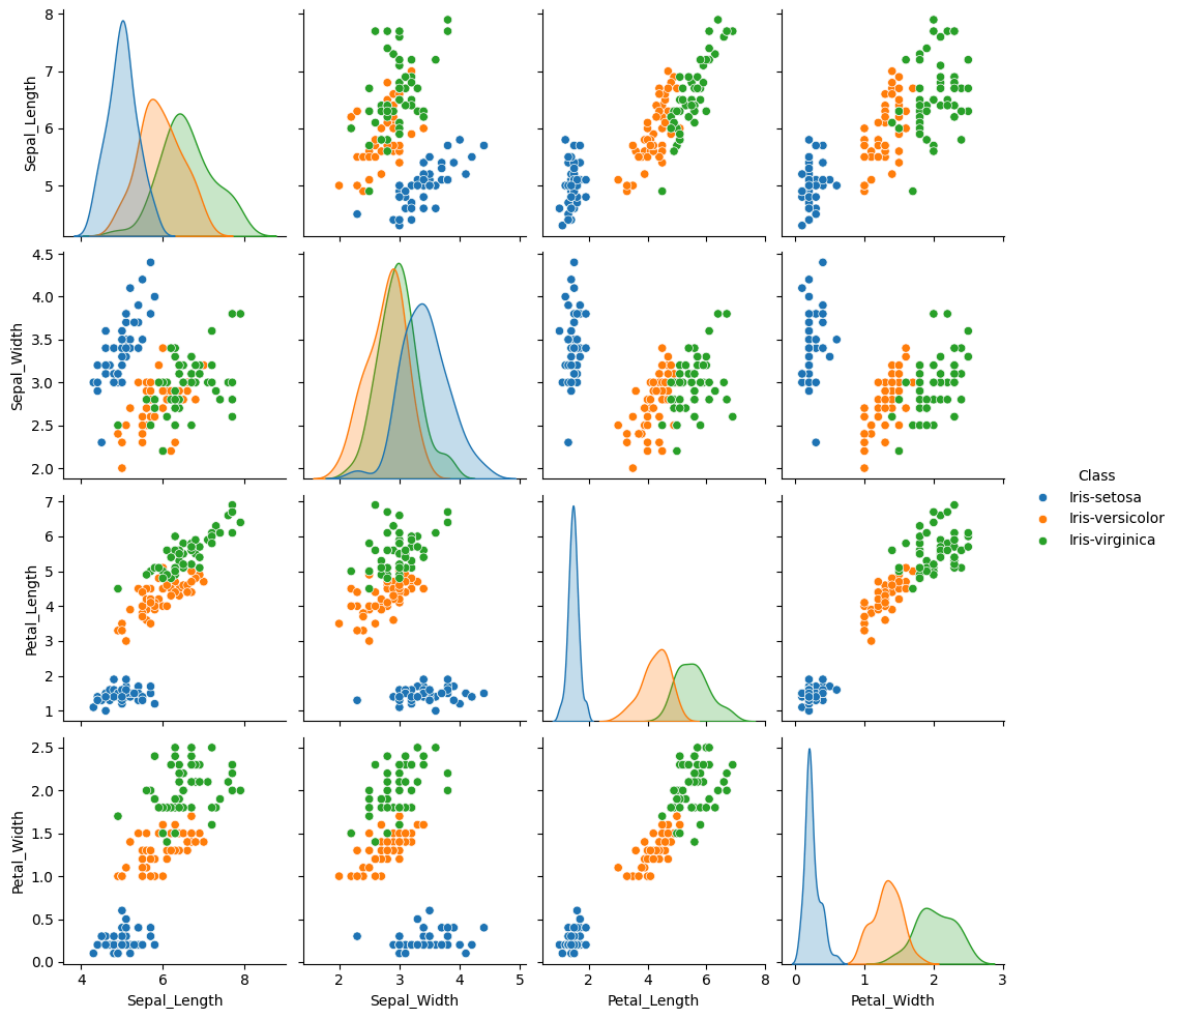 8
7
6
5
Sepal_Length
4.5
4.0
3.5
3.0
2.5
2.0
Sepal_Width
Class
Iris-setosa
Iris-versicolor
Iris-virginica
7
6
5
4
3
2
1
Petal_Length
2.5
2.0
1.5
1.0
0.5
0.0
Petal_Width
4 6 8
Sepal_Length
2 3 4 5
Sepal_Width
2 4 6 8
Petal_Length
0 1 2 3
Petal_Width